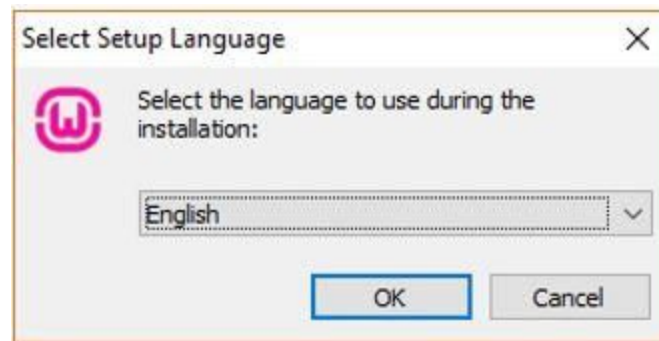 Select Setup Language
Select the language to use during the
installation:
English
OK
Cancel